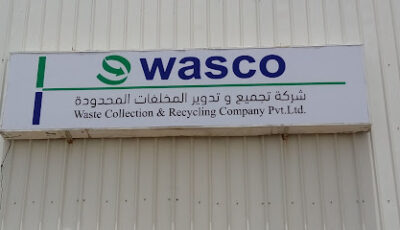 wasco
شركة تجميع و تدوير المخلفات المحدودة
Waste Collection & Recycling Company Pvt.Ltd.